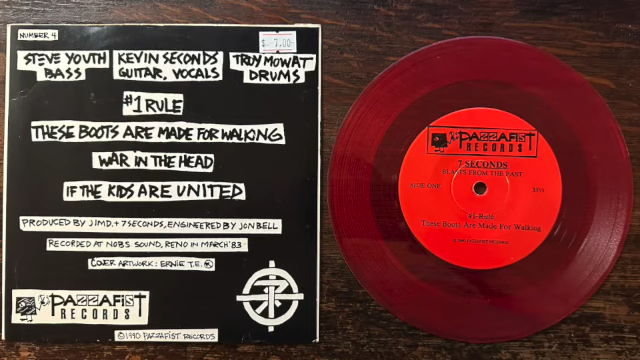 NUMBER 4
$ -7.00-
STEVE YOUTH
BASS
KEVIN SECONDS
GUITAR, VOCALS
TROY MOWAT
DRUMS
#1 RULE
THESE BOOTS ARE MADE FOR WALKING
WAR IN THE HEAD
IF THE KIDS ARE UNITED
PRODUCED BY JIMD. + 7 SECONDS, ENGINEERED BY JON BELL
RECORDED AT NOBS SOUND, RENO IN MARCH '83
COVER ARTWORK: ERNIE T.E.
PAZZAFIST
RECORDS
© 1990 PAZZAFIST RECORDS
PAZZAFIST
RECORDS
7 SECONDS
BLASTS FROM THE PAST
SIDE ONE
#1 Rule
These Boots Are Made For Walking